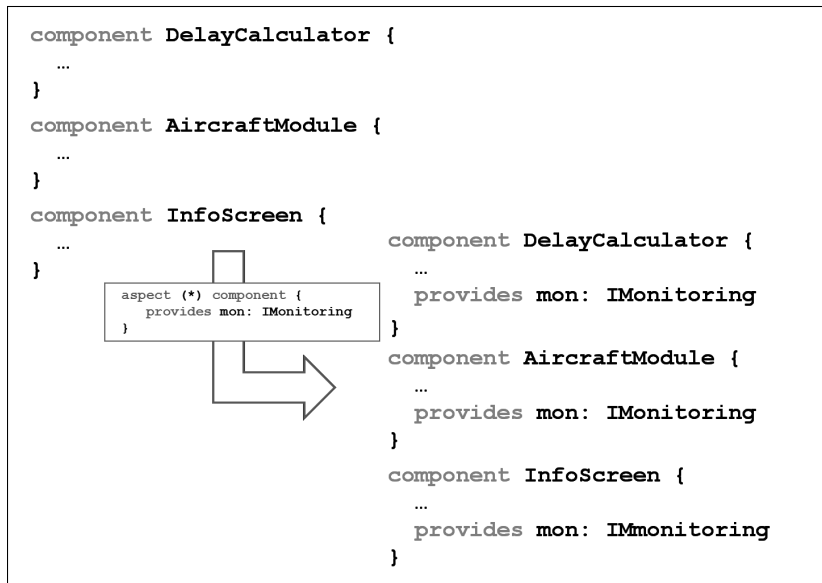 component DelayCalculator {
…
}
component AircraftModule {
…
}
component InfoScreen {
…
}
aspect (*) component {
provides mon: IMonitoring
}
component DelayCalculator {
…
provides mon: IMonitoring
}
component AircraftModule {
…
provides mon: IMonitoring
}
component InfoScreen {
…
provides mon: IMmonitoring
}